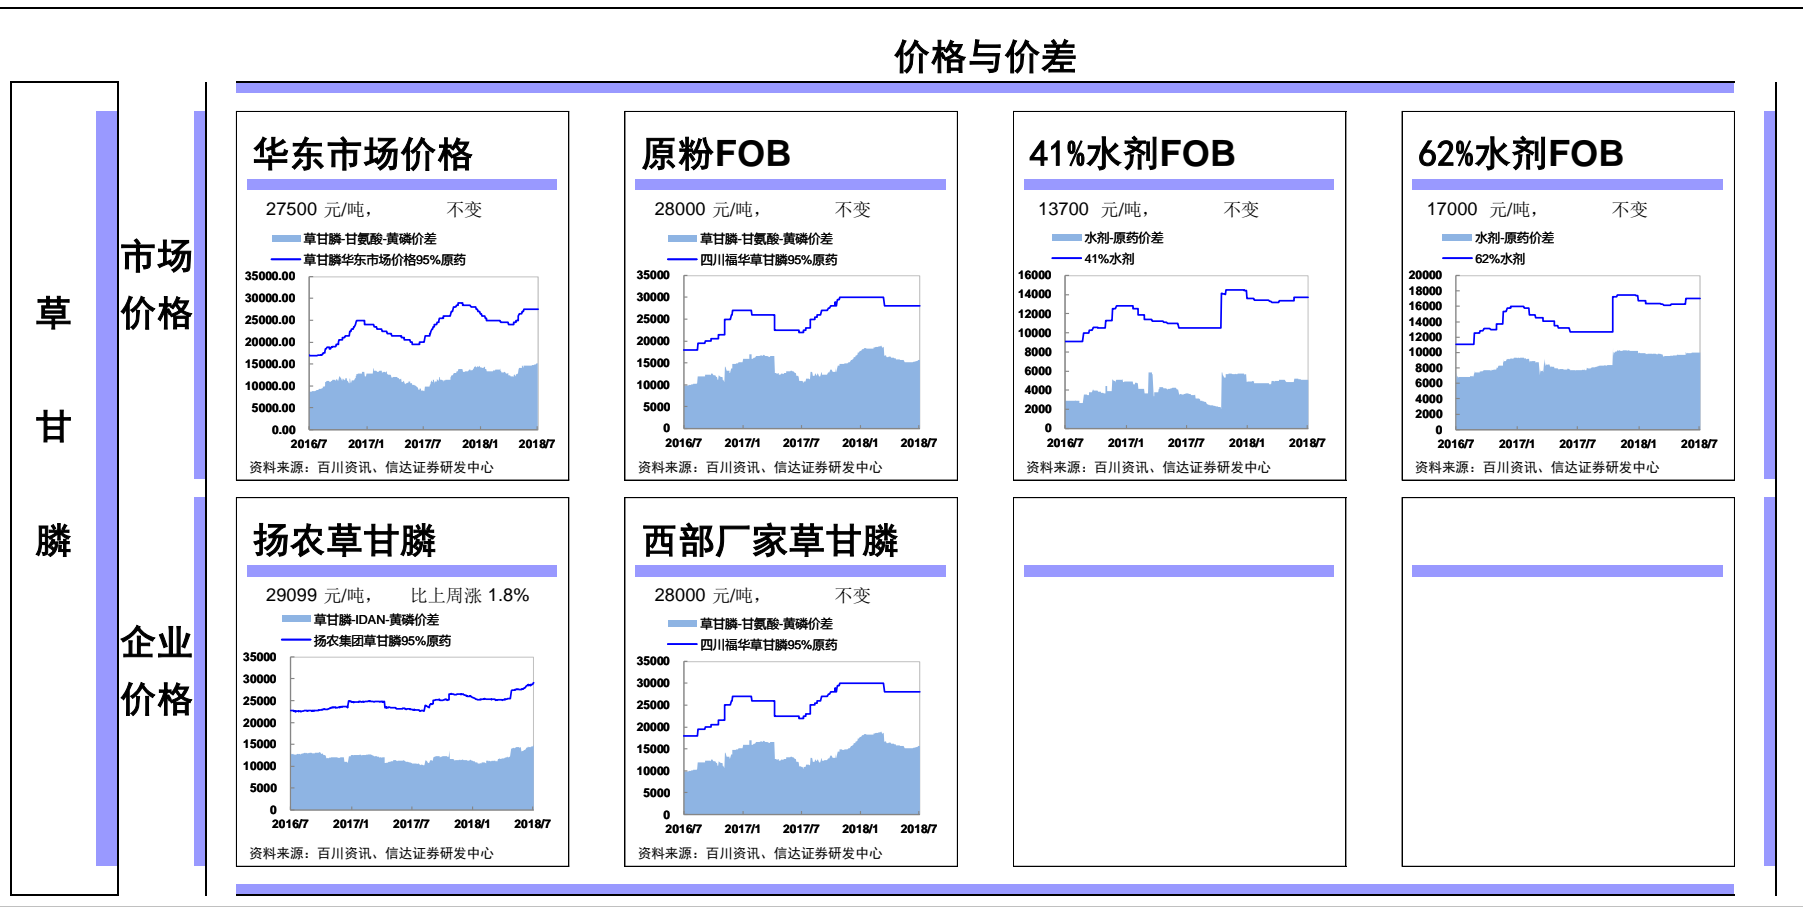 价格与价差
草
甘
膦
市场
价格
华东市场价格
27500 元/吨， 不变
草甘膦-甘氨酸-黄磷价差
草甘膦华东市场价格95%原药
35000.00
30000.00
25000.00
20000.00
15000.00
10000.00
5000.00
0.00
2016/7 2017/1 2017/7 2018/1 2018/7
资料来源：百川资讯、信达证券研发中心
原粉FOB
28000 元/吨， 不变
草甘膦-甘氨酸-黄磷价差
四川福华草甘膦95%原药
35000
30000
25000
20000
15000
10000
5000
0
2016/7 2017/1 2017/7 2018/1 2018/7
资料来源：百川资讯、信达证券研发中心
41%水剂FOB
13700 元/吨， 不变
水剂-原药价差
41%水剂
16000
14000
12000
10000
8000
6000
4000
2000
0
2016/7 2017/1 2017/7 2018/1 2018/7
资料来源：百川资讯、信达证券研发中心
62%水剂FOB
17000 元/吨， 不变
水剂-原药价差
62%水剂
20000
18000
16000
14000
12000
10000
8000
6000
4000
2000
0
2016/7 2017/1 2017/7 2018/1 2018/7
资料来源：百川资讯、信达证券研发中心
企业
价格
扬农草甘膦
29099 元/吨， 比上周涨 1.8%
草甘膦-IDAN-黄磷价差
扬农集团草甘膦95%原药
35000
30000
25000
20000
15000
10000
5000
0
2016/7 2017/1 2017/7 2018/1 2018/7
资料来源：百川资讯、信达证券研发中心
西部厂家草甘膦
28000 元/吨， 不变
草甘膦-甘氨酸-黄磷价差
四川福华草甘膦95%原药
35000
30000
25000
20000
15000
10000
5000
0
2016/7 2017/1 2017/7 2018/1 2018/7
资料来源：百川资讯、信达证券研发中心